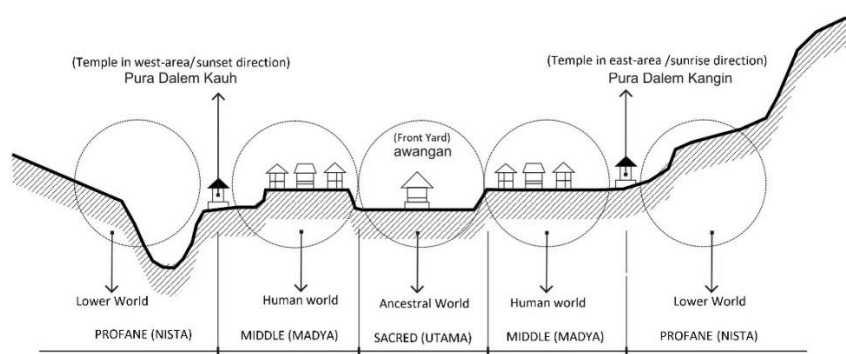 (Temple in west-area/ sunset direction)
Pura Dalem Kauh
(Temple in east-area /sunrise direction)
Pura Dalem Kangin
(Front Yard)
awangan
Lower World
Human world
Ancestral World
Human world
Lower World
PROFANE (NISTA)
MIDDLE (MADYA)
SACRED (UTAMA)
MIDDLE (MADYA)
PROFANE (NISTA)